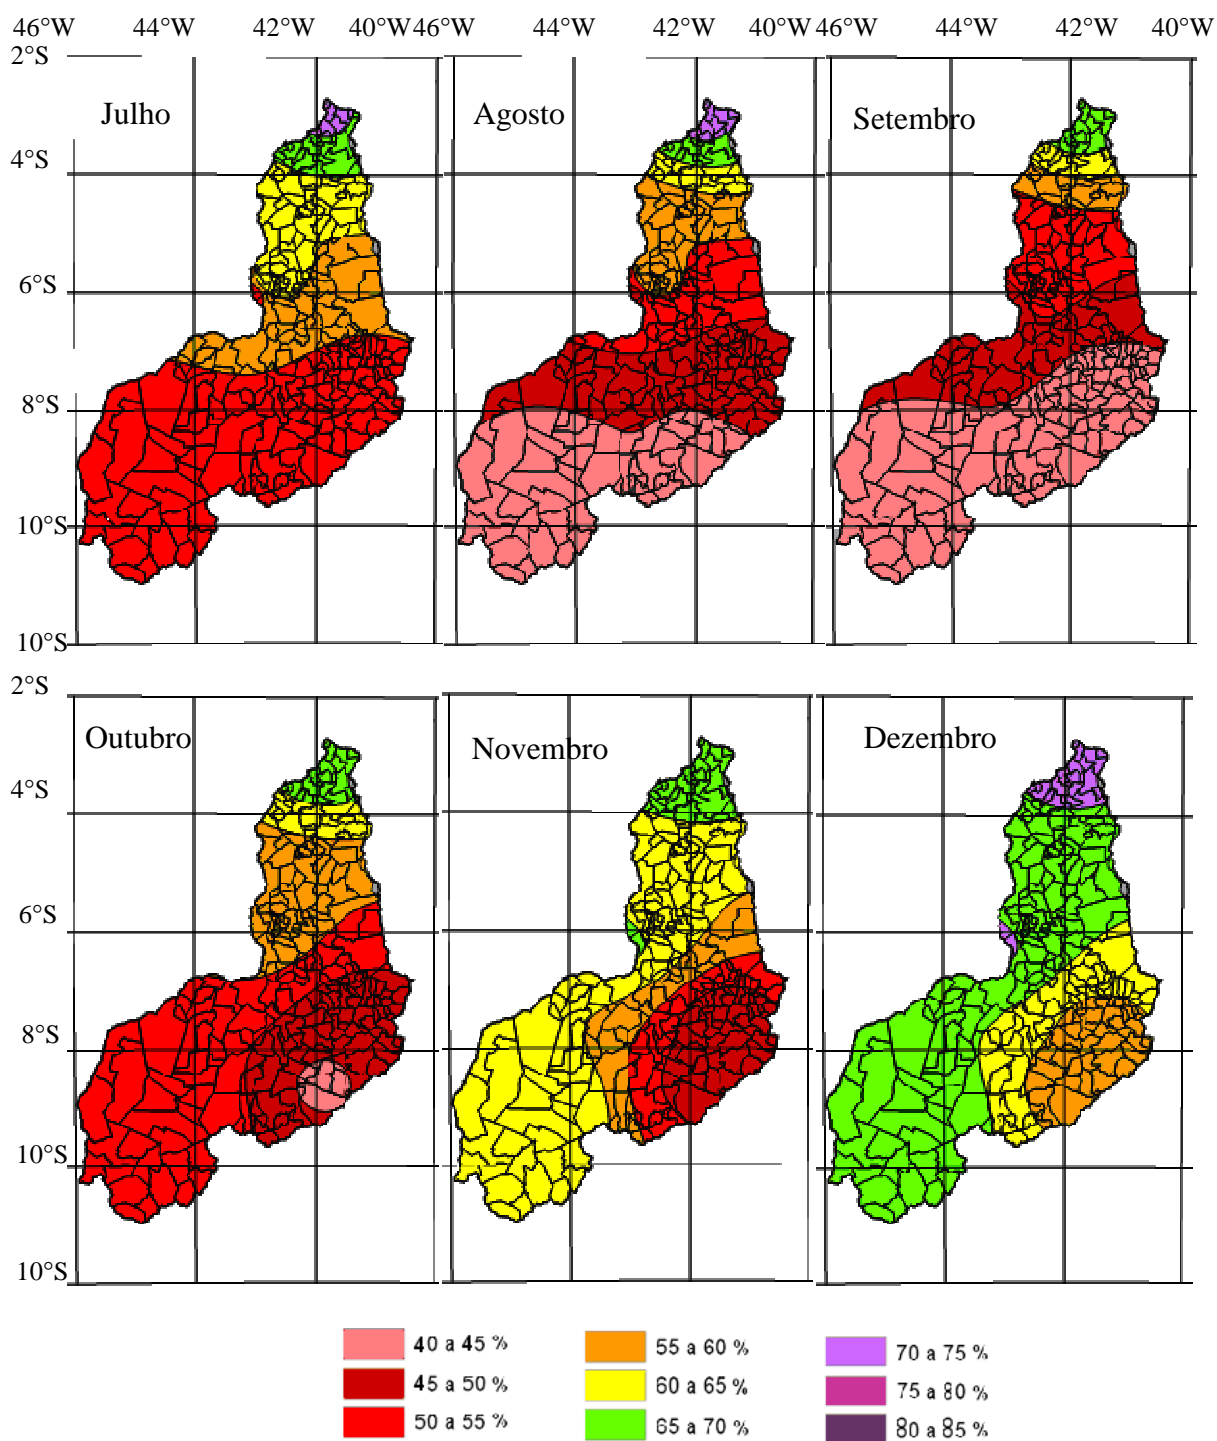 46°W 44°W 42°W 40°W 46°W 44°W 42°W 40°W 46°W 44°W 42°W 40°W
2°S
Julho Agosto Setembro
4°S
6°S
8°S
10°S
10°S
2°S
Outubro Novembro Dezembro
4°S
6°S
8°S
10°S
10°S
40 a 45 % 55 a 60 % 70 a 75 %
45 a 50 % 60 a 65 % 75 a 80 %
50 a 55 % 65 a 70 % 80 a 85 %